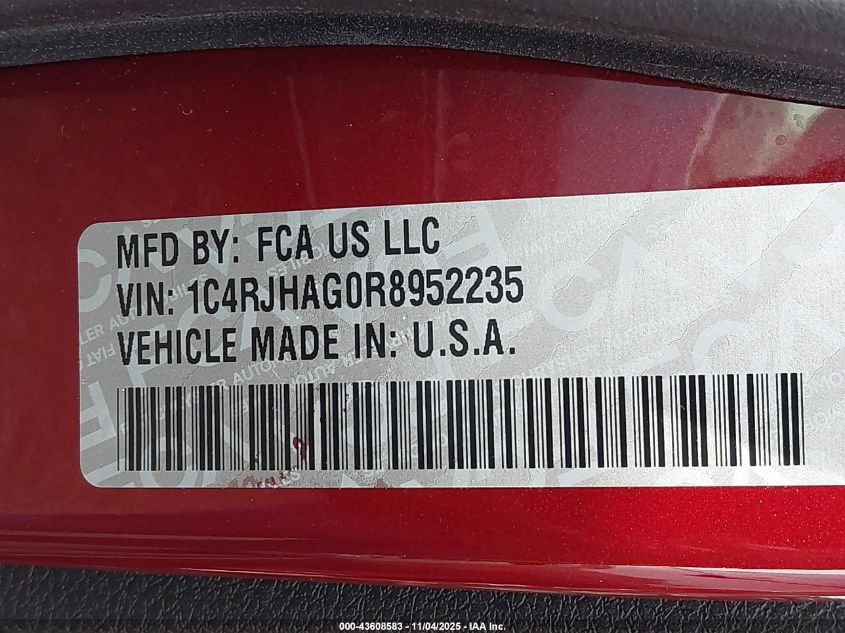 MFD BY: FCA US LLC
VIN: 1C4RJHAG0R8952235
VEHICLE MADE IN: U.S.A.
000-43608583 - 11/04/2025 - IAA Inc.